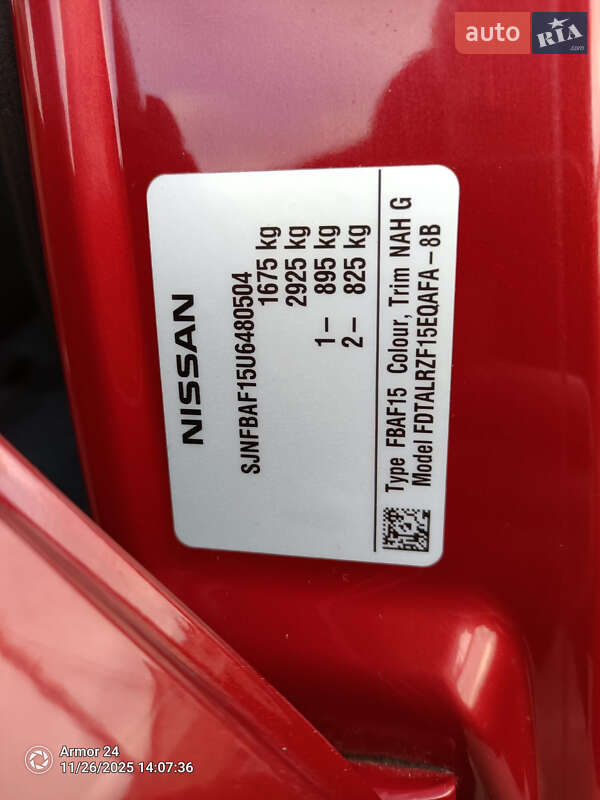 auto RIA
.com
NISSAN
SJNFBAF15U6480504
1675 kg
2925 kg
1– 895 kg
2– 825 kg
Type FBAF15 Colour, Trim NAH G
Model FDTALRZF15EQAFA – 8B
Armor 24
11/26/2025 14:07:36